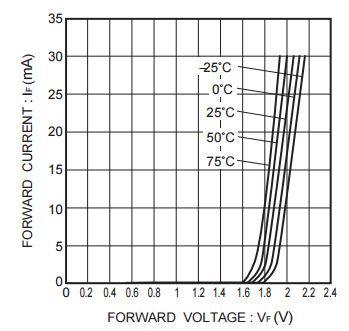 35
30
25
20
15
10
5
0
FORWARD CURRENT : IF (mA)
-25°C
0°C
25°C
50°C
75°C
0 0.2 0.4 0.6 0.8 1 1.2 1.4 1.6 1.8 2 2.2 2.4
FORWARD VOLTAGE : VF (V)